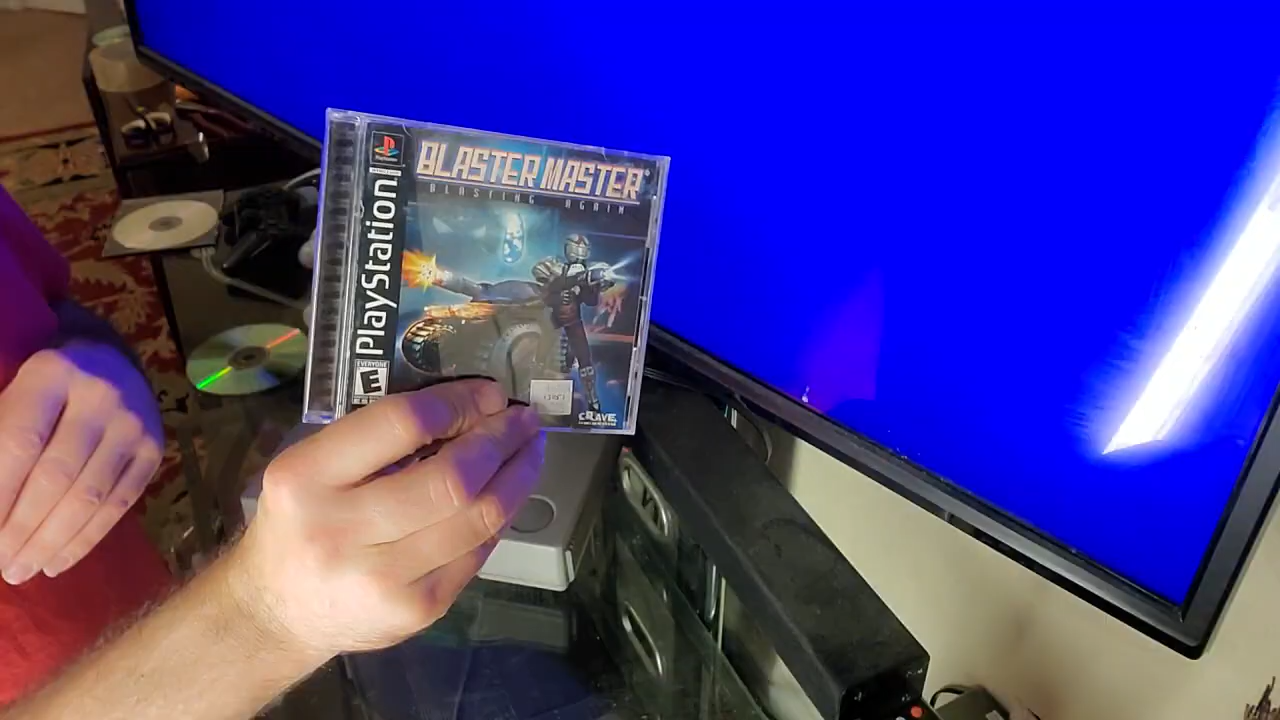 BLASTER MASTER
BLASTING AGAIN
PlayStation
EVERYONE
E
CRAVE